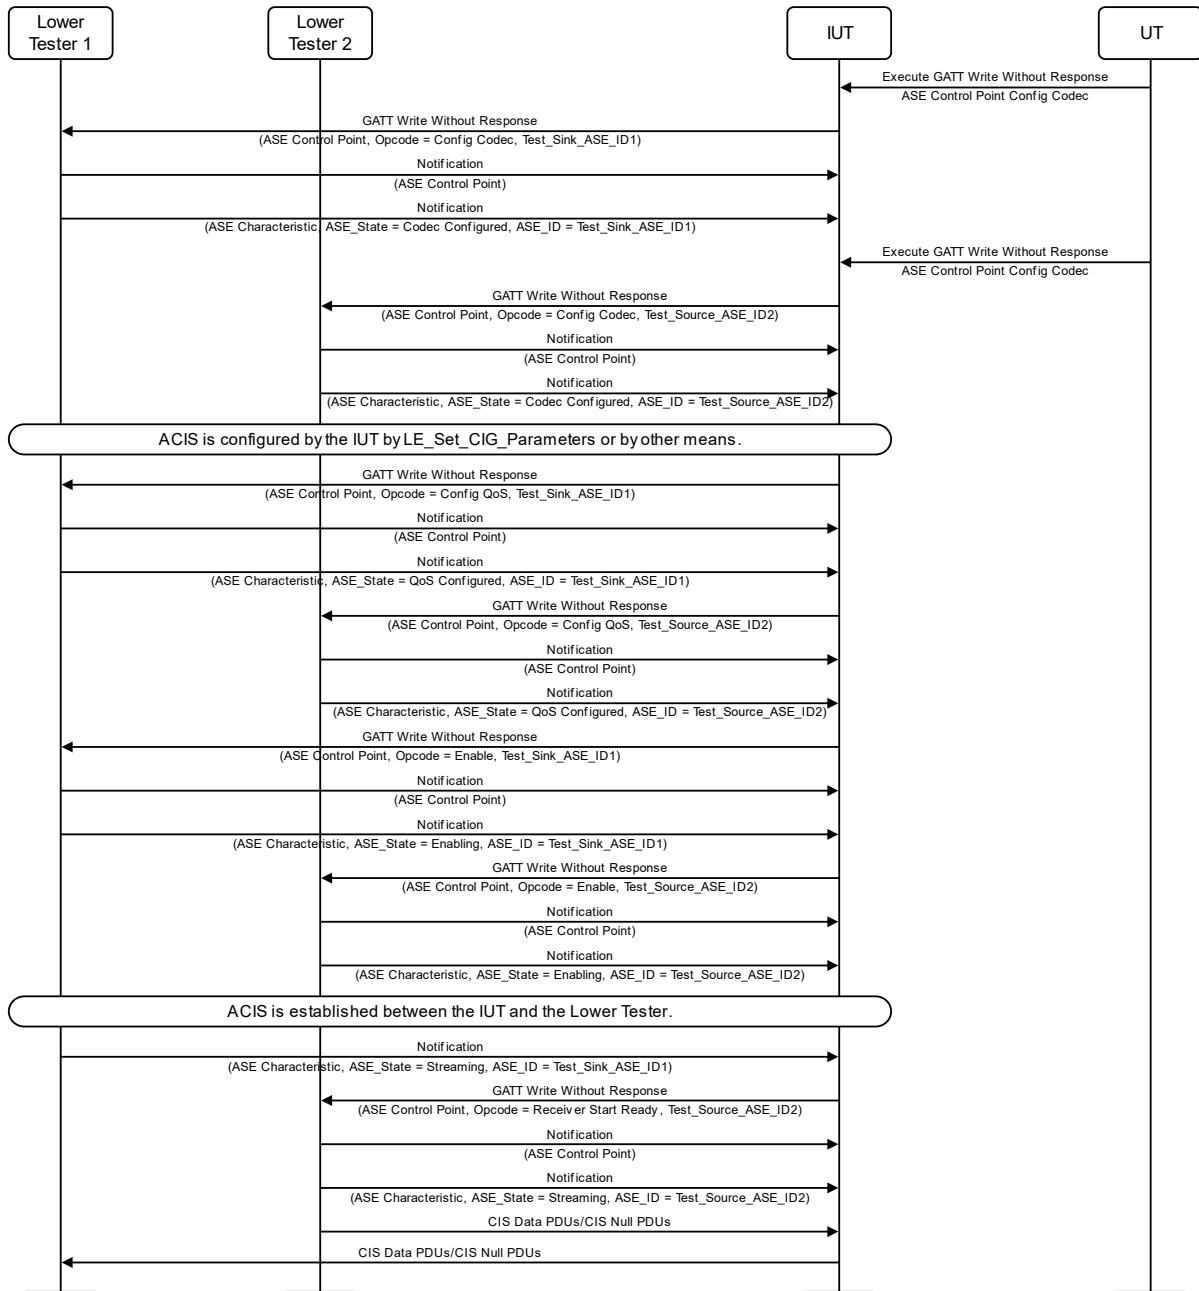 Lower
Tester 1
Lower
Tester 2
IUT
UT
Execute GATT Write Without Response
ASE Control Point Config Codec
GATT Write Without Response
(ASE Control Point, Opcode = Config Codec, Test_Sink_ASE_ID1)
Notification
(ASE Control Point)
Notification
(ASE Characteristic, ASE_State = Codec Configured, ASE_ID = Test_Sink_ASE_ID1)
Execute GATT Write Without Response
ASE Control Point Config Codec
GATT Write Without Response
(ASE Control Point, Opcode = Config Codec, Test_Source_ASE_ID2)
Notification
(ASE Control Point)
Notification
(ASE Characteristic, ASE_State = Codec Configured, ASE_ID = Test_Source_ASE_ID2)
A CIS is configured by the IUT by LE_Set_CIG_Parameters or by other means.
GATT Write Without Response
(ASE Control Point, Opcode = Config QoS, Test_Sink_ASE_ID1)
Notification
(ASE Control Point)
Notification
(ASE Characteristic, ASE_State = QoS Configured, ASE_ID = Test_Sink_ASE_ID1)
GATT Write Without Response
(ASE Control Point, Opcode = Config QoS, Test_Source_ASE_ID2)
Notification
(ASE Control Point)
Notification
(ASE Characteristic, ASE_State = QoS Configured, ASE_ID = Test_Source_ASE_ID2)
GATT Write Without Response
(ASE Control Point, Opcode = Enable, Test_Sink_ASE_ID1)
Notification
(ASE Control Point)
Notification
(ASE Characteristic, ASE_State = Enabling, ASE_ID = Test_Sink_ASE_ID1)
GATT Write Without Response
(ASE Control Point, Opcode = Enable, Test_Source_ASE_ID2)
Notification
(ASE Control Point)
Notification
(ASE Characteristic, ASE_State = Enabling, ASE_ID = Test_Source_ASE_ID2)
A CIS is established between the IUT and the Lower Tester.
Notification
(ASE Characteristic, ASE_State = Streaming, ASE_ID = Test_Sink_ASE_ID1)
GATT Write Without Response
(ASE Control Point, Opcode = Receiver Start Ready, Test_Source_ASE_ID2)
Notification
(ASE Control Point)
Notification
(ASE Characteristic, ASE_State = Streaming, ASE_ID = Test_Source_ASE_ID2)
CIS Data PDUs/CIS Null PDUs
CIS Data PDUs/CIS Null PDUs